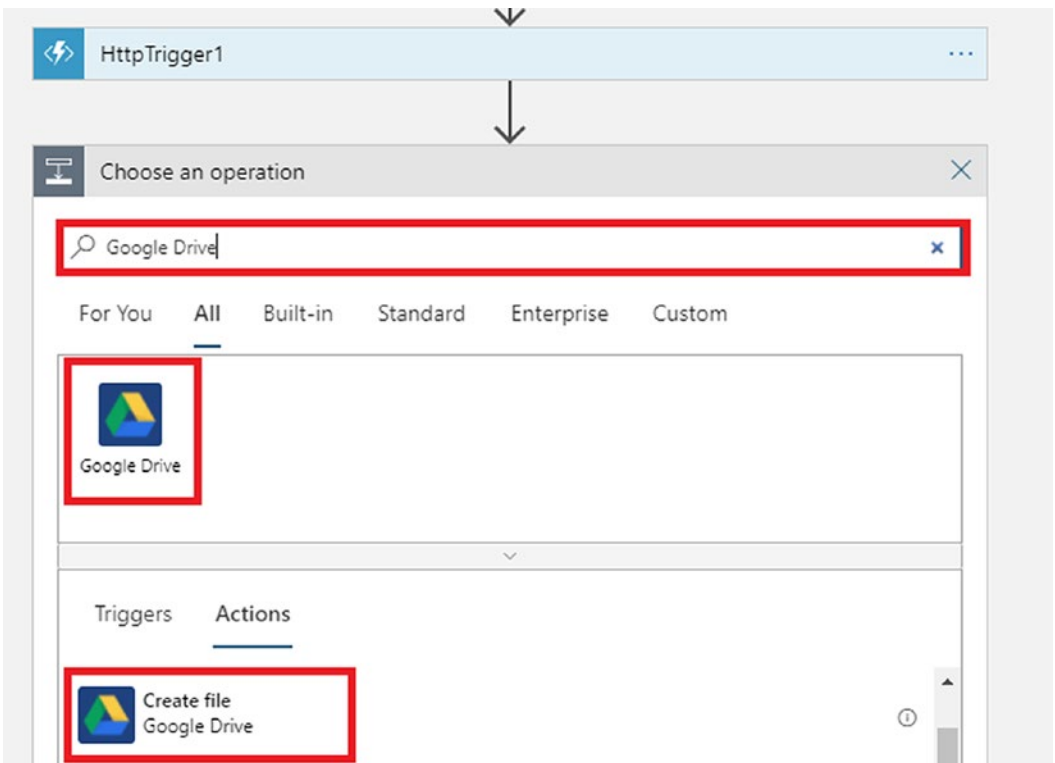 HttpTrigger1
Choose an operation
Google Drive
For You All Built-in Standard Enterprise Custom
Google Drive
Triggers Actions
Create file
Google Drive